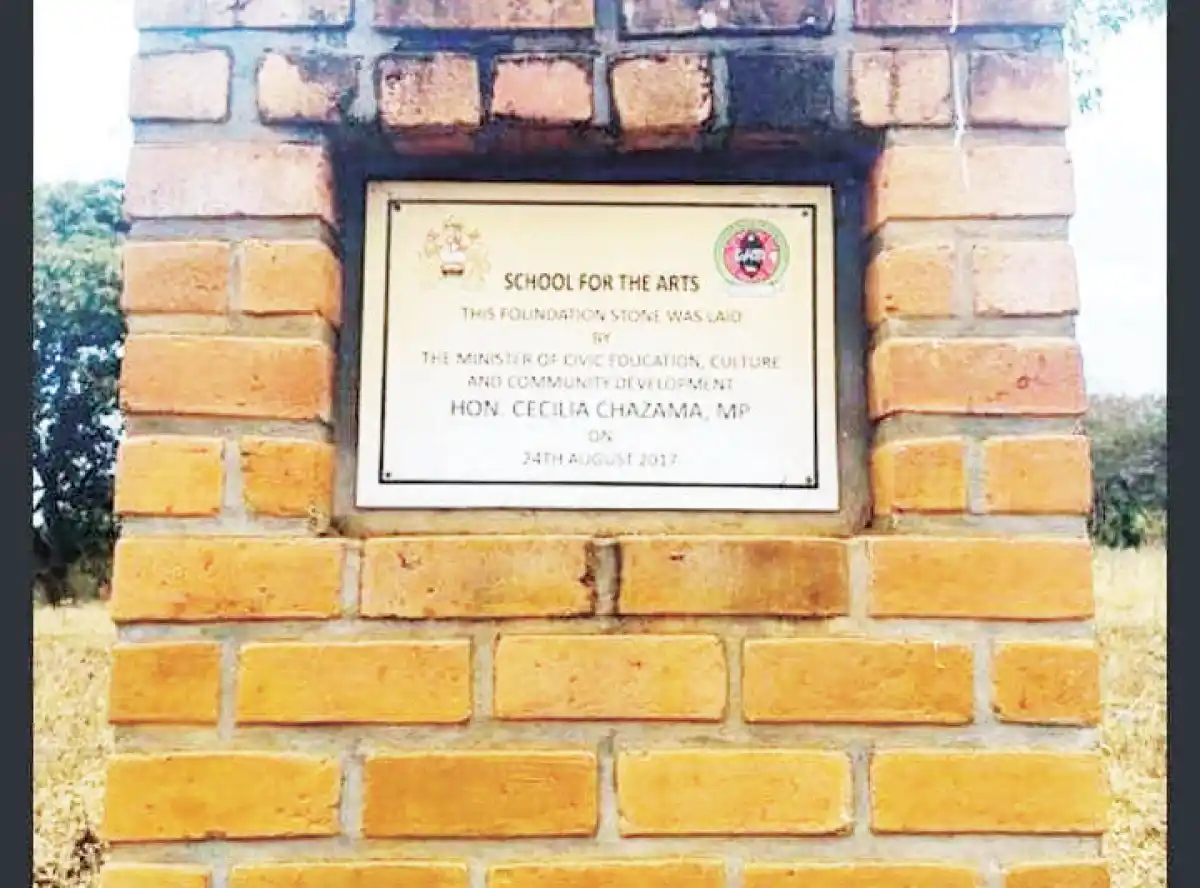 SCHOOL FOR THE ARTS
THIS FOUNDATION STONE WAS LAID
BY
THE MINISTER OF CIVIC EDUCATION, CULTURE
AND COMMUNITY DEVELOPMENT
HON. CECILIA CHAZAMA, MP
ON
24TH AUGUST 2017